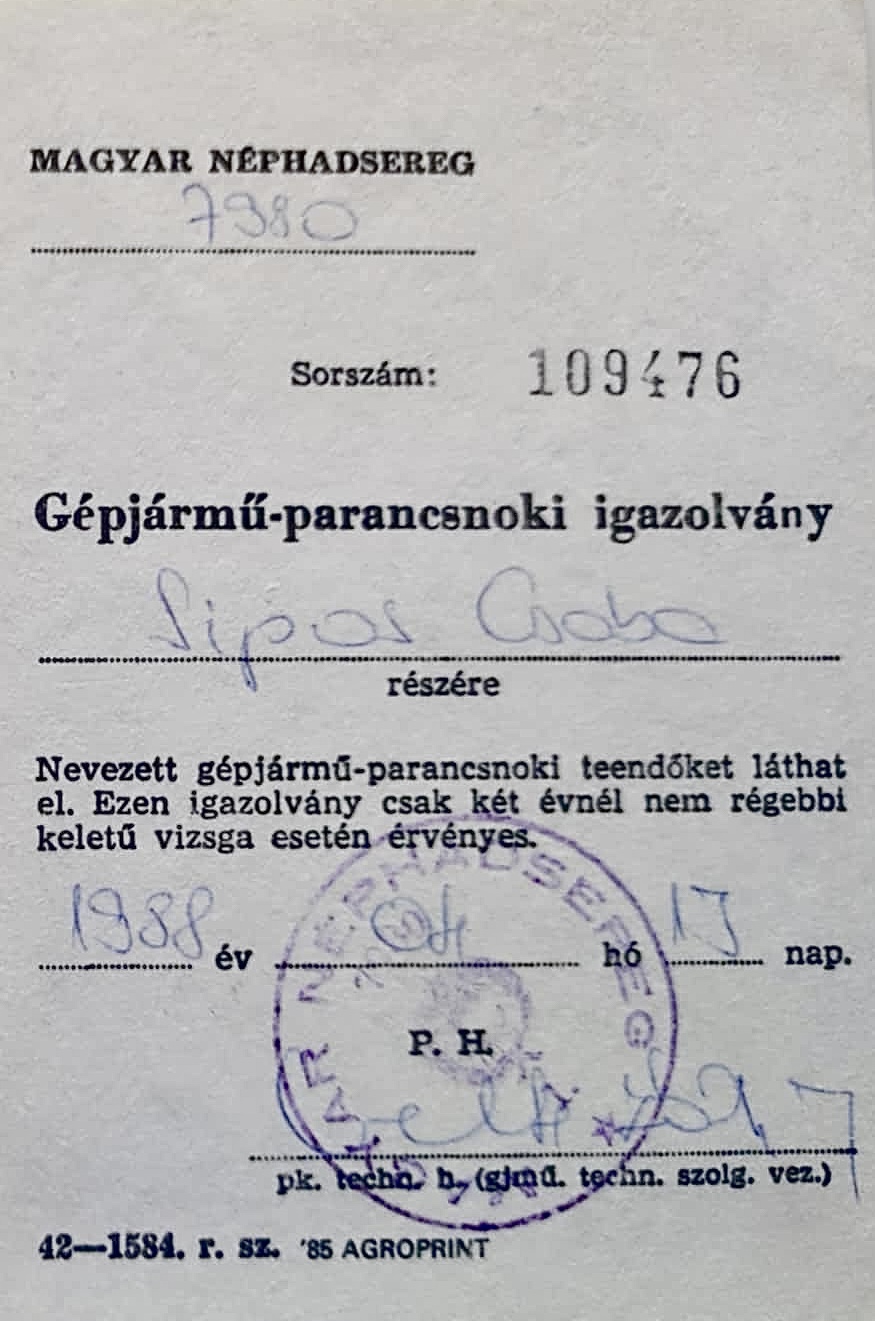 MAGYAR NÉPHADSEREG
7980
Sorszám: 109476
Gépjármű-parancsnoki igazolvány
Sipos Csaba
részére
Nevezett gépjármű-parancsnoki teendőket láthat
el. Ezen igazolvány csak két évnél nem régebbi
keletű vizsga esetén érvényes.
1988 év 04 hó 17 nap.
P. H.
pk. techn. h. (gjmű. techn. szolg. vez.)
42—1584. r. sz. '85 AGROPRINT